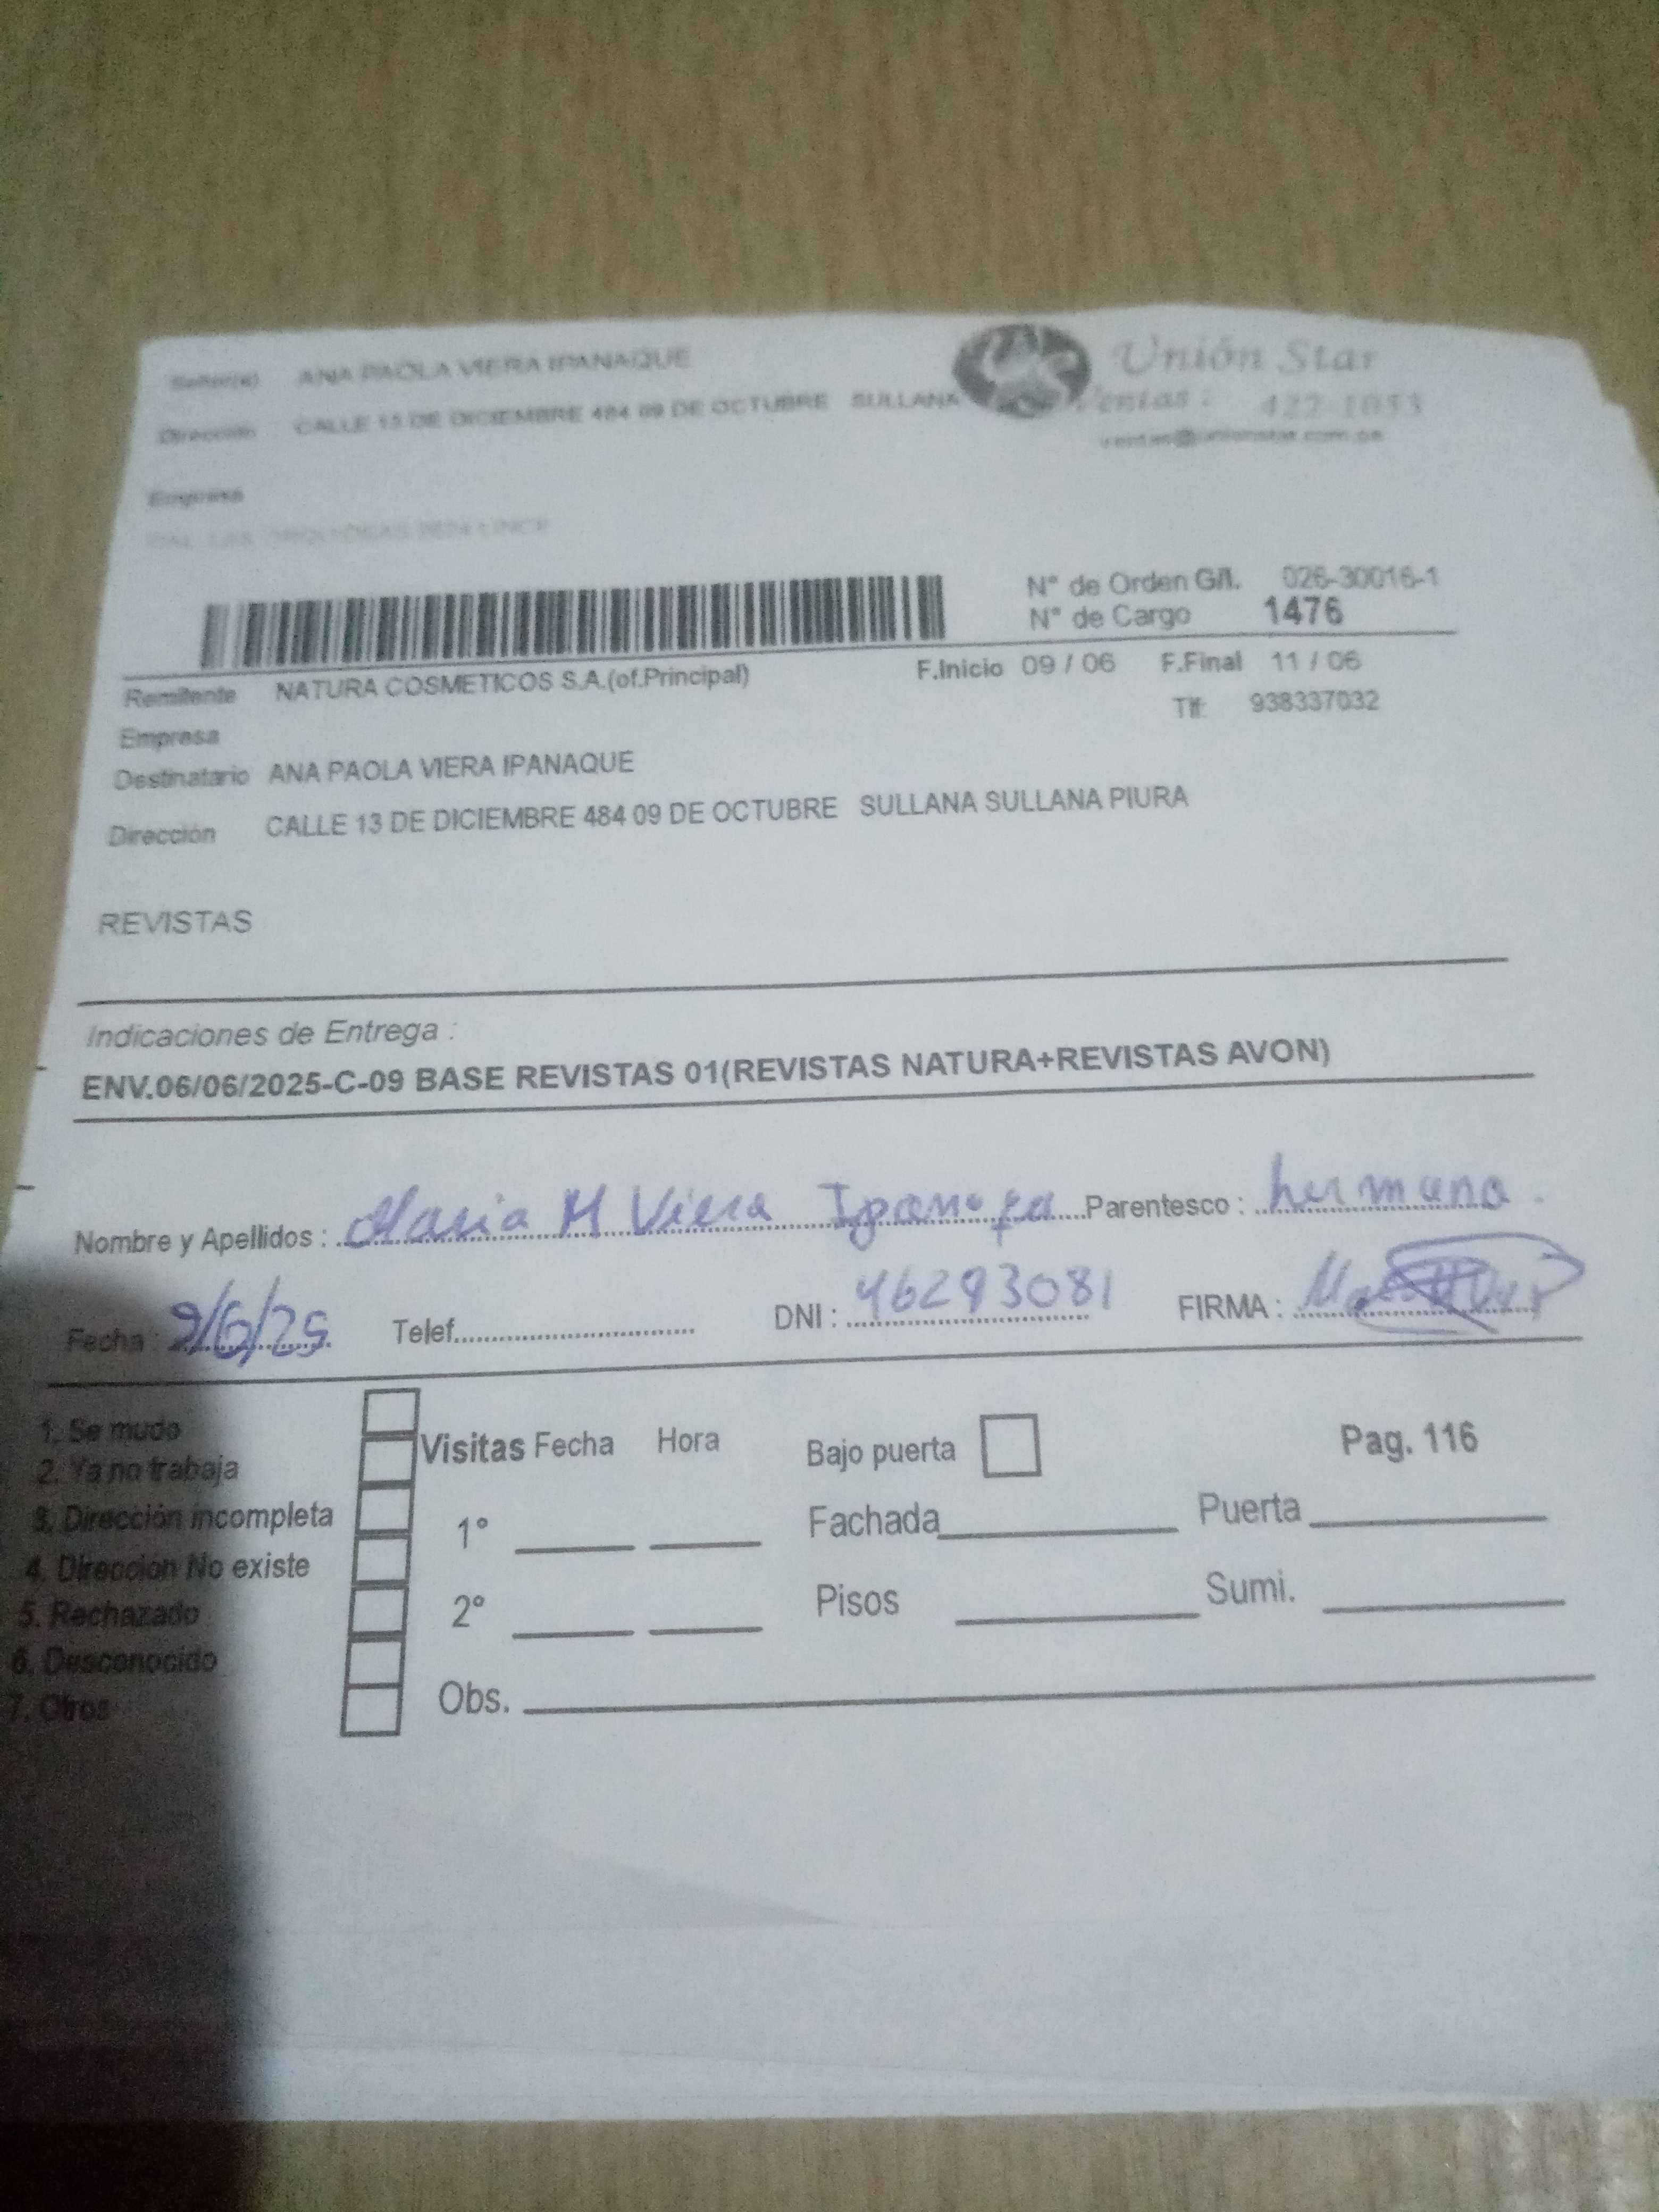 Señor(a) ANA PAOLA VIERA IPANAQUE
Unión Star
Dirección CALLE 13 DE DICIEMBRE 484 09 DE OCTUBRE SULLANA
Ventas : 422-1053
ventas@unionstar.com.pe
Empresa
N° de Orden G/I. 026-30016-1
N° de Cargo 1476
Remitente NATURA COSMETICOS S.A.(of.Principal) F.Inicio 09 / 06 F.Final 11 / 06
Empresa Tlf: 938337032
Destinatario ANA PAOLA VIERA IPANAQUE
Dirección CALLE 13 DE DICIEMBRE 484 09 DE OCTUBRE SULLANA SULLANA PIURA
REVISTAS
Indicaciones de Entrega :
ENV.06/06/2025-C-09 BASE REVISTAS 01(REVISTAS NATURA+REVISTAS AVON)
Nombre y Apellidos : Maria M Viera Parentesco : hermana
Fecha : 9/6/25 Telef. DNI : 46293081 FIRMA :
1. Se mudo
2. Ya no trabaja
3. Dirección incompleta
4. Dirección No existe
5. Rechazado
6. Desconocido
7. Otros
Visitas Fecha Hora Bajo puerta Pag. 116
1° Fachada Puerta
2° Pisos Sumi.
Obs.